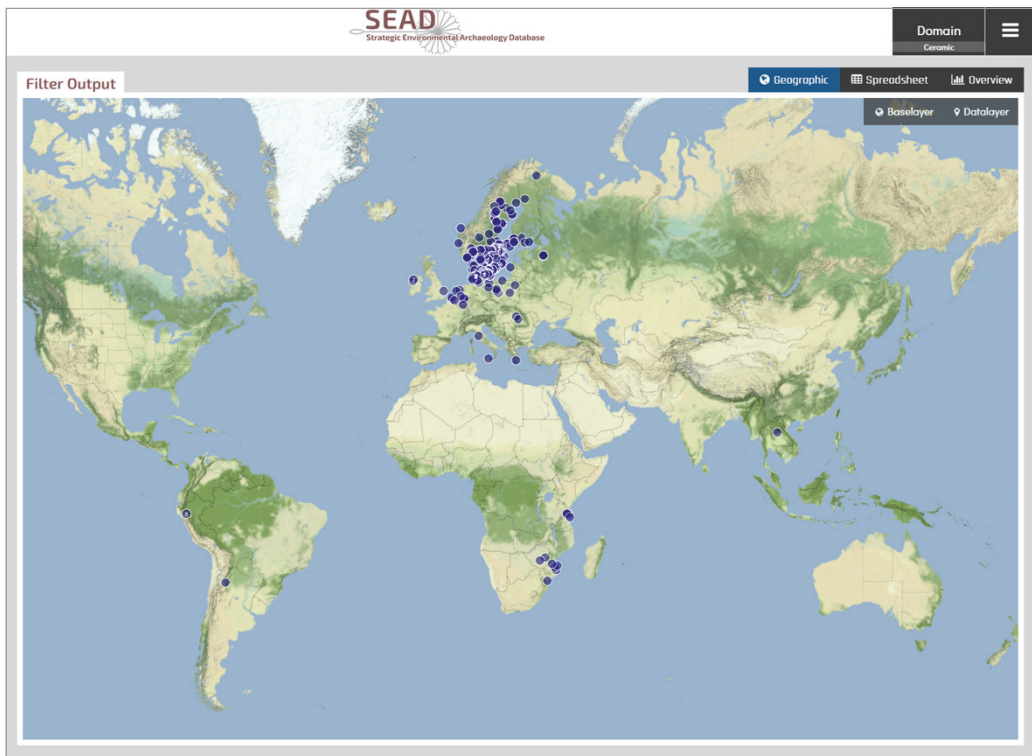 SEAD
Strategic Environmental Archaeology Database
Domain
Ceramic
Filter Output
Geographic
Spreadsheet
Overview
Baselayer
Datalayer